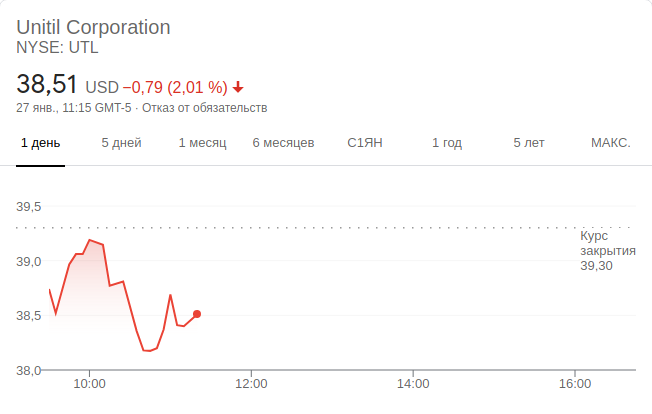 Unitil Corporation
NYSE: UTL
38,51 USD −0,79 (2,01 %)
27 янв., 11:15 GMT-5 · Отказ от обязательств
1 день 5 дней 1 месяц 6 месяцев С1ЯН 1 год 5 лет МАКС.
39,5
Курс
закрытия
39,30
39,0
38,5
38,0
10:00 12:00 14:00 16:00